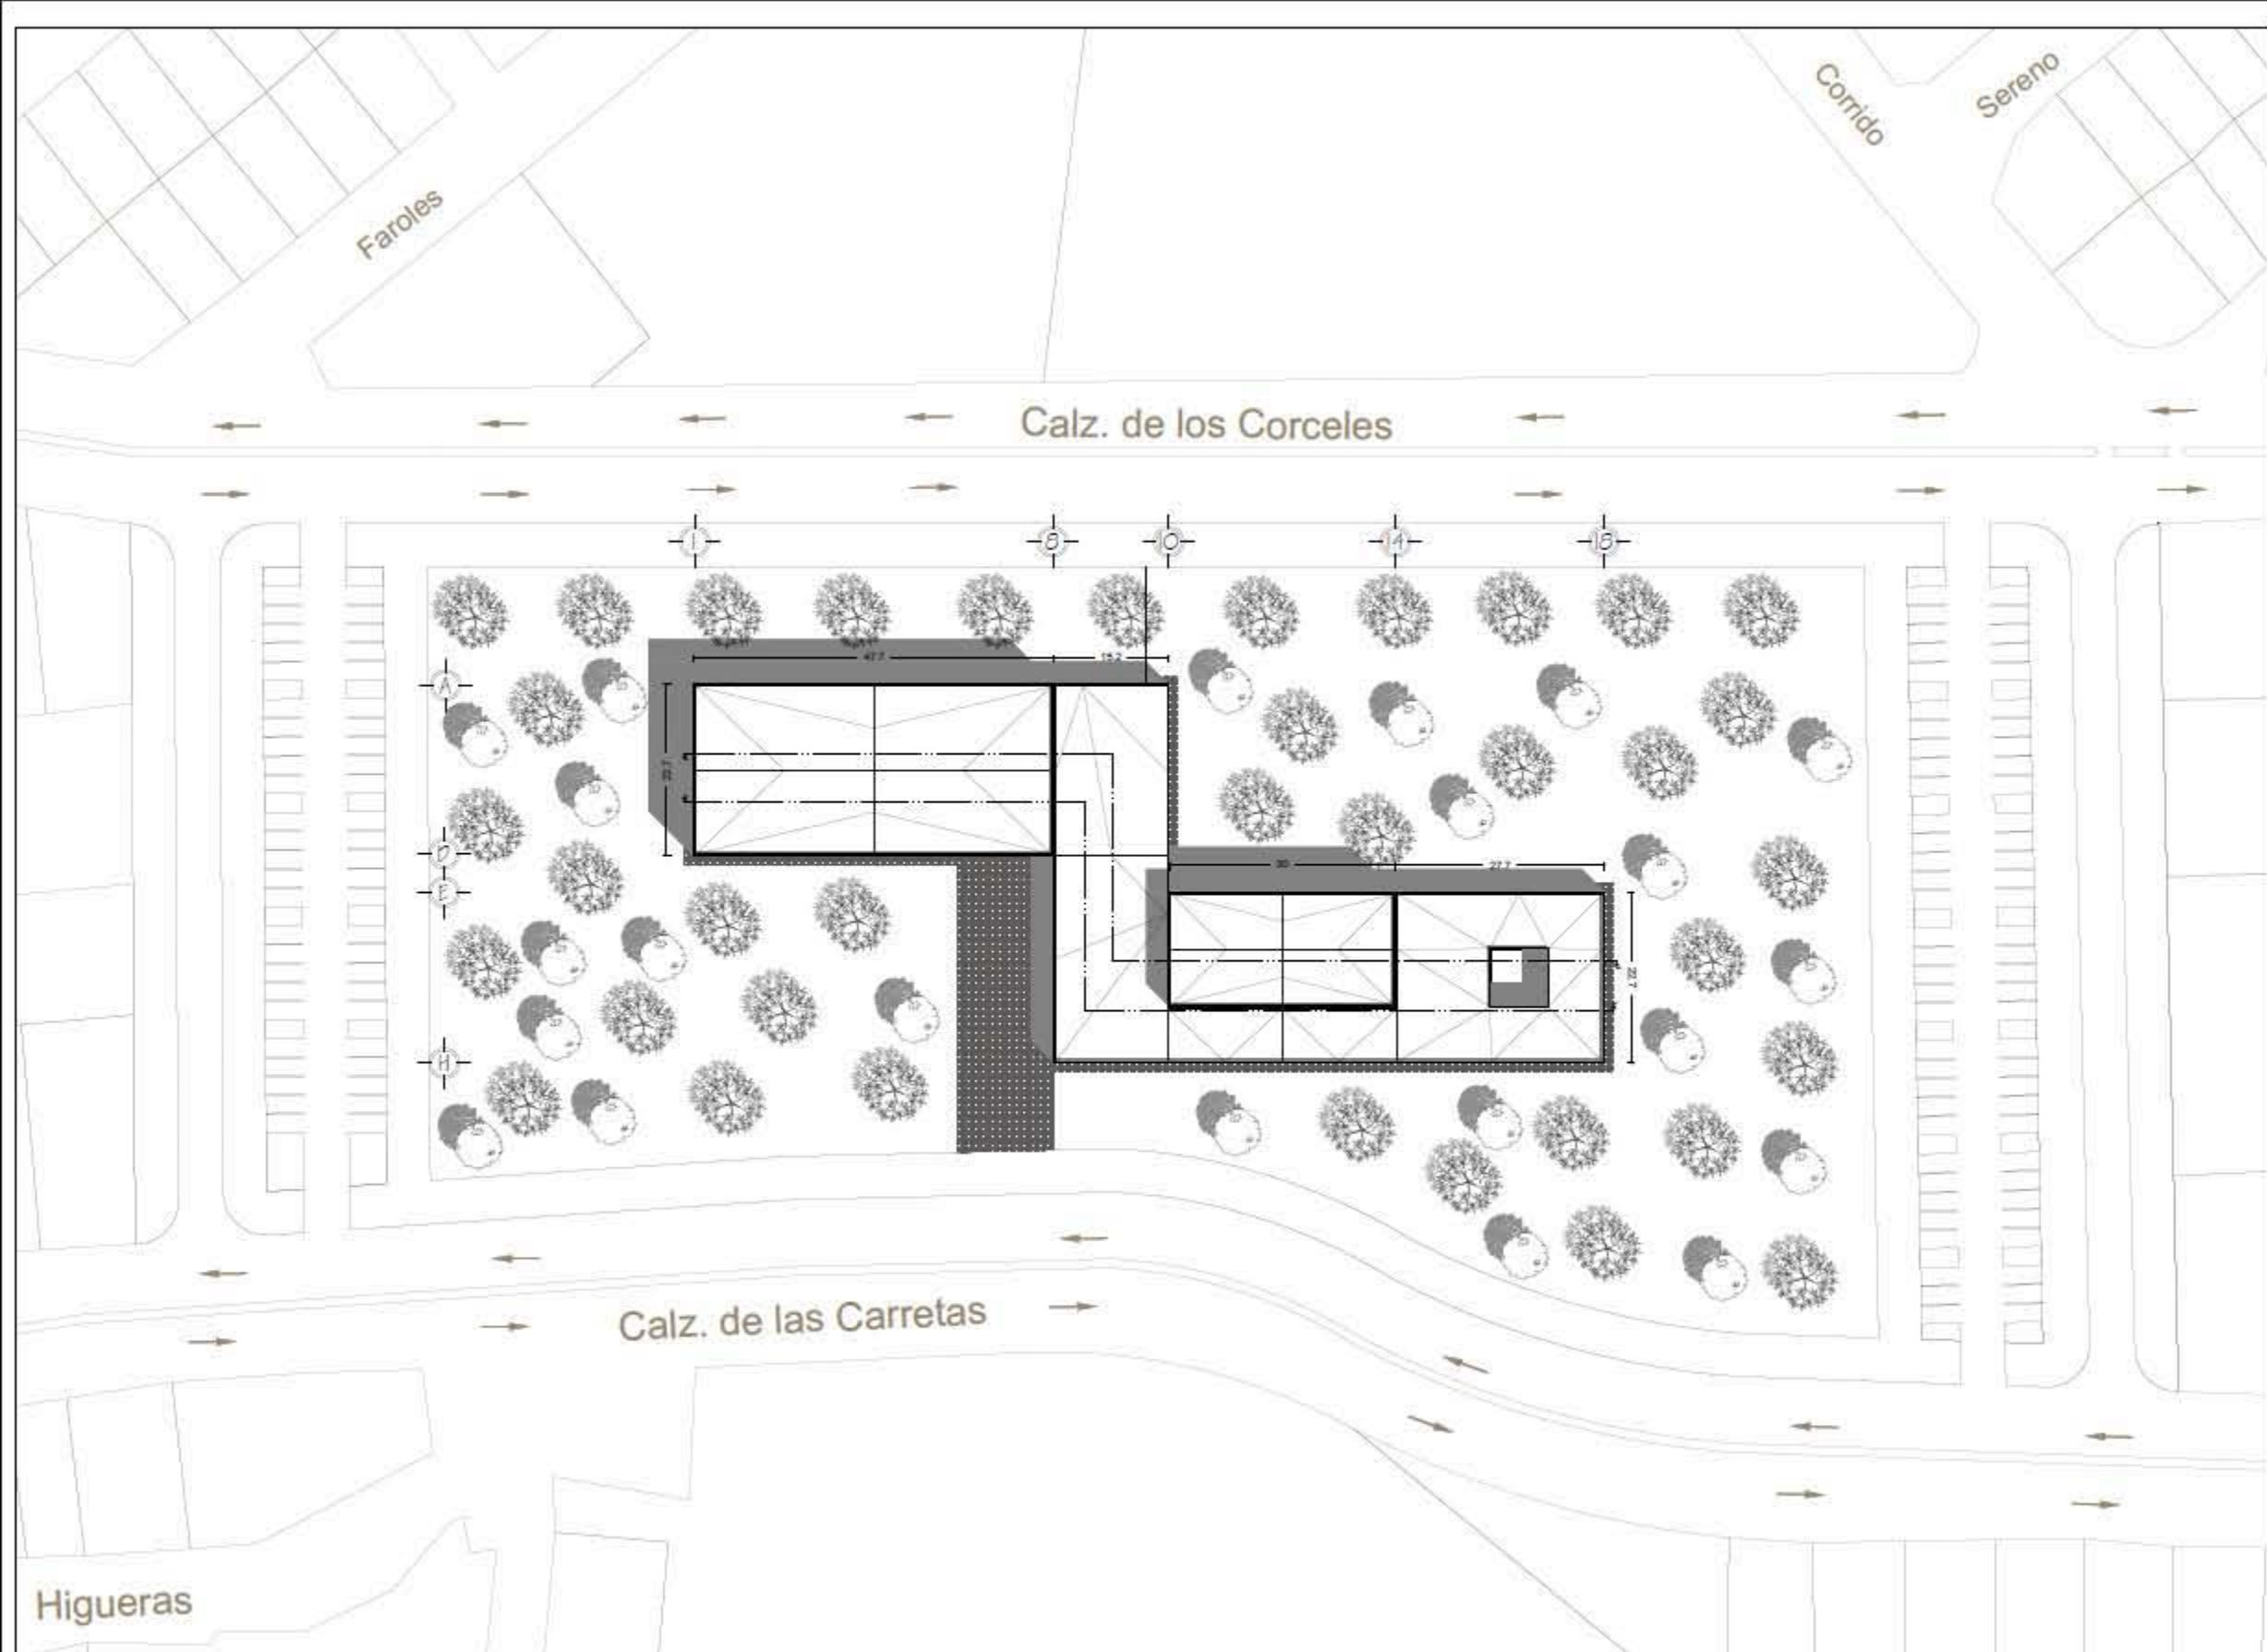 Corrido
Sereno
Faroles
Calz. de los Corceles
1
8
10
14
18
47.7
15.2
A
D
30
27.7
E
22.7
H
Calz. de las Carretas
Higueras